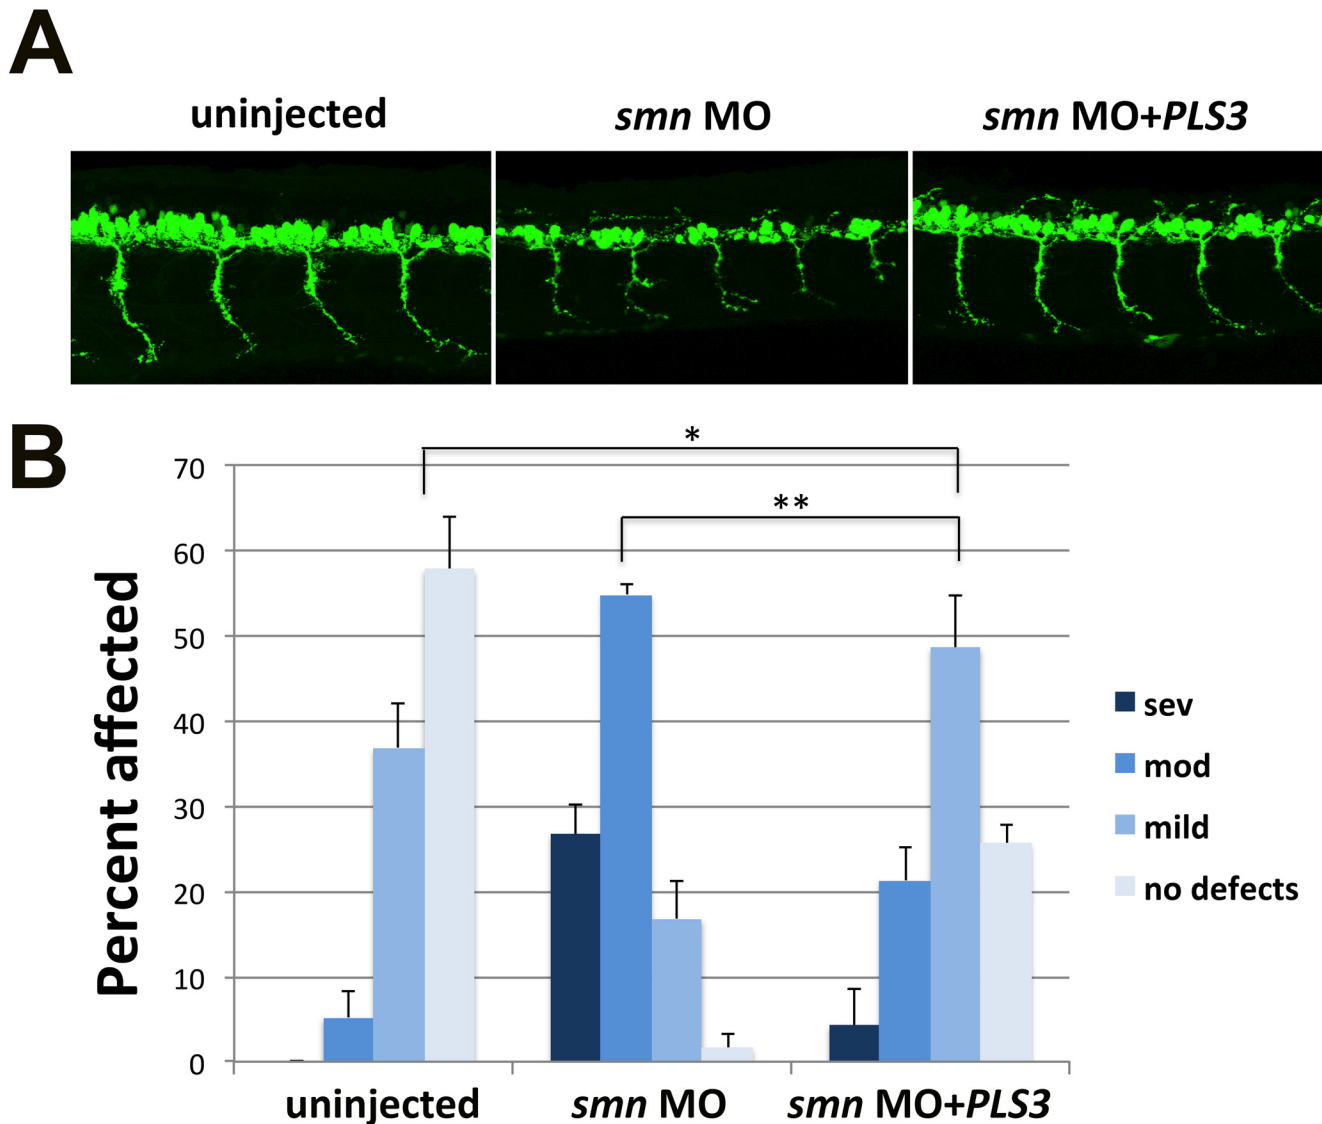 A
uninjected
smn MO
smn MO+PLS3
B
*
**
Percent affected
70
60
50
40
30
20
10
0
sev
mod
mild
no defects
uninjected
smn MO
smn MO+PLS3